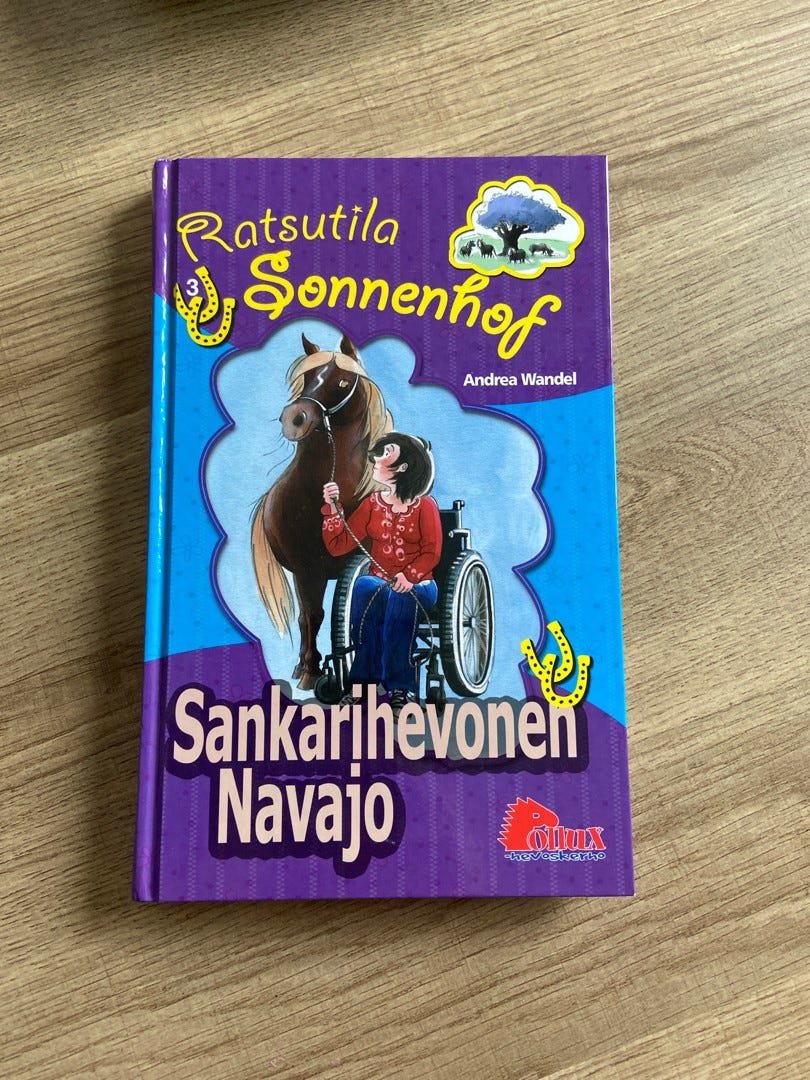 Ratsutila
3
Sonnenhof
Andrea Wandel
Sankarihevonen
Navajo
Pollux
-hevoskerho